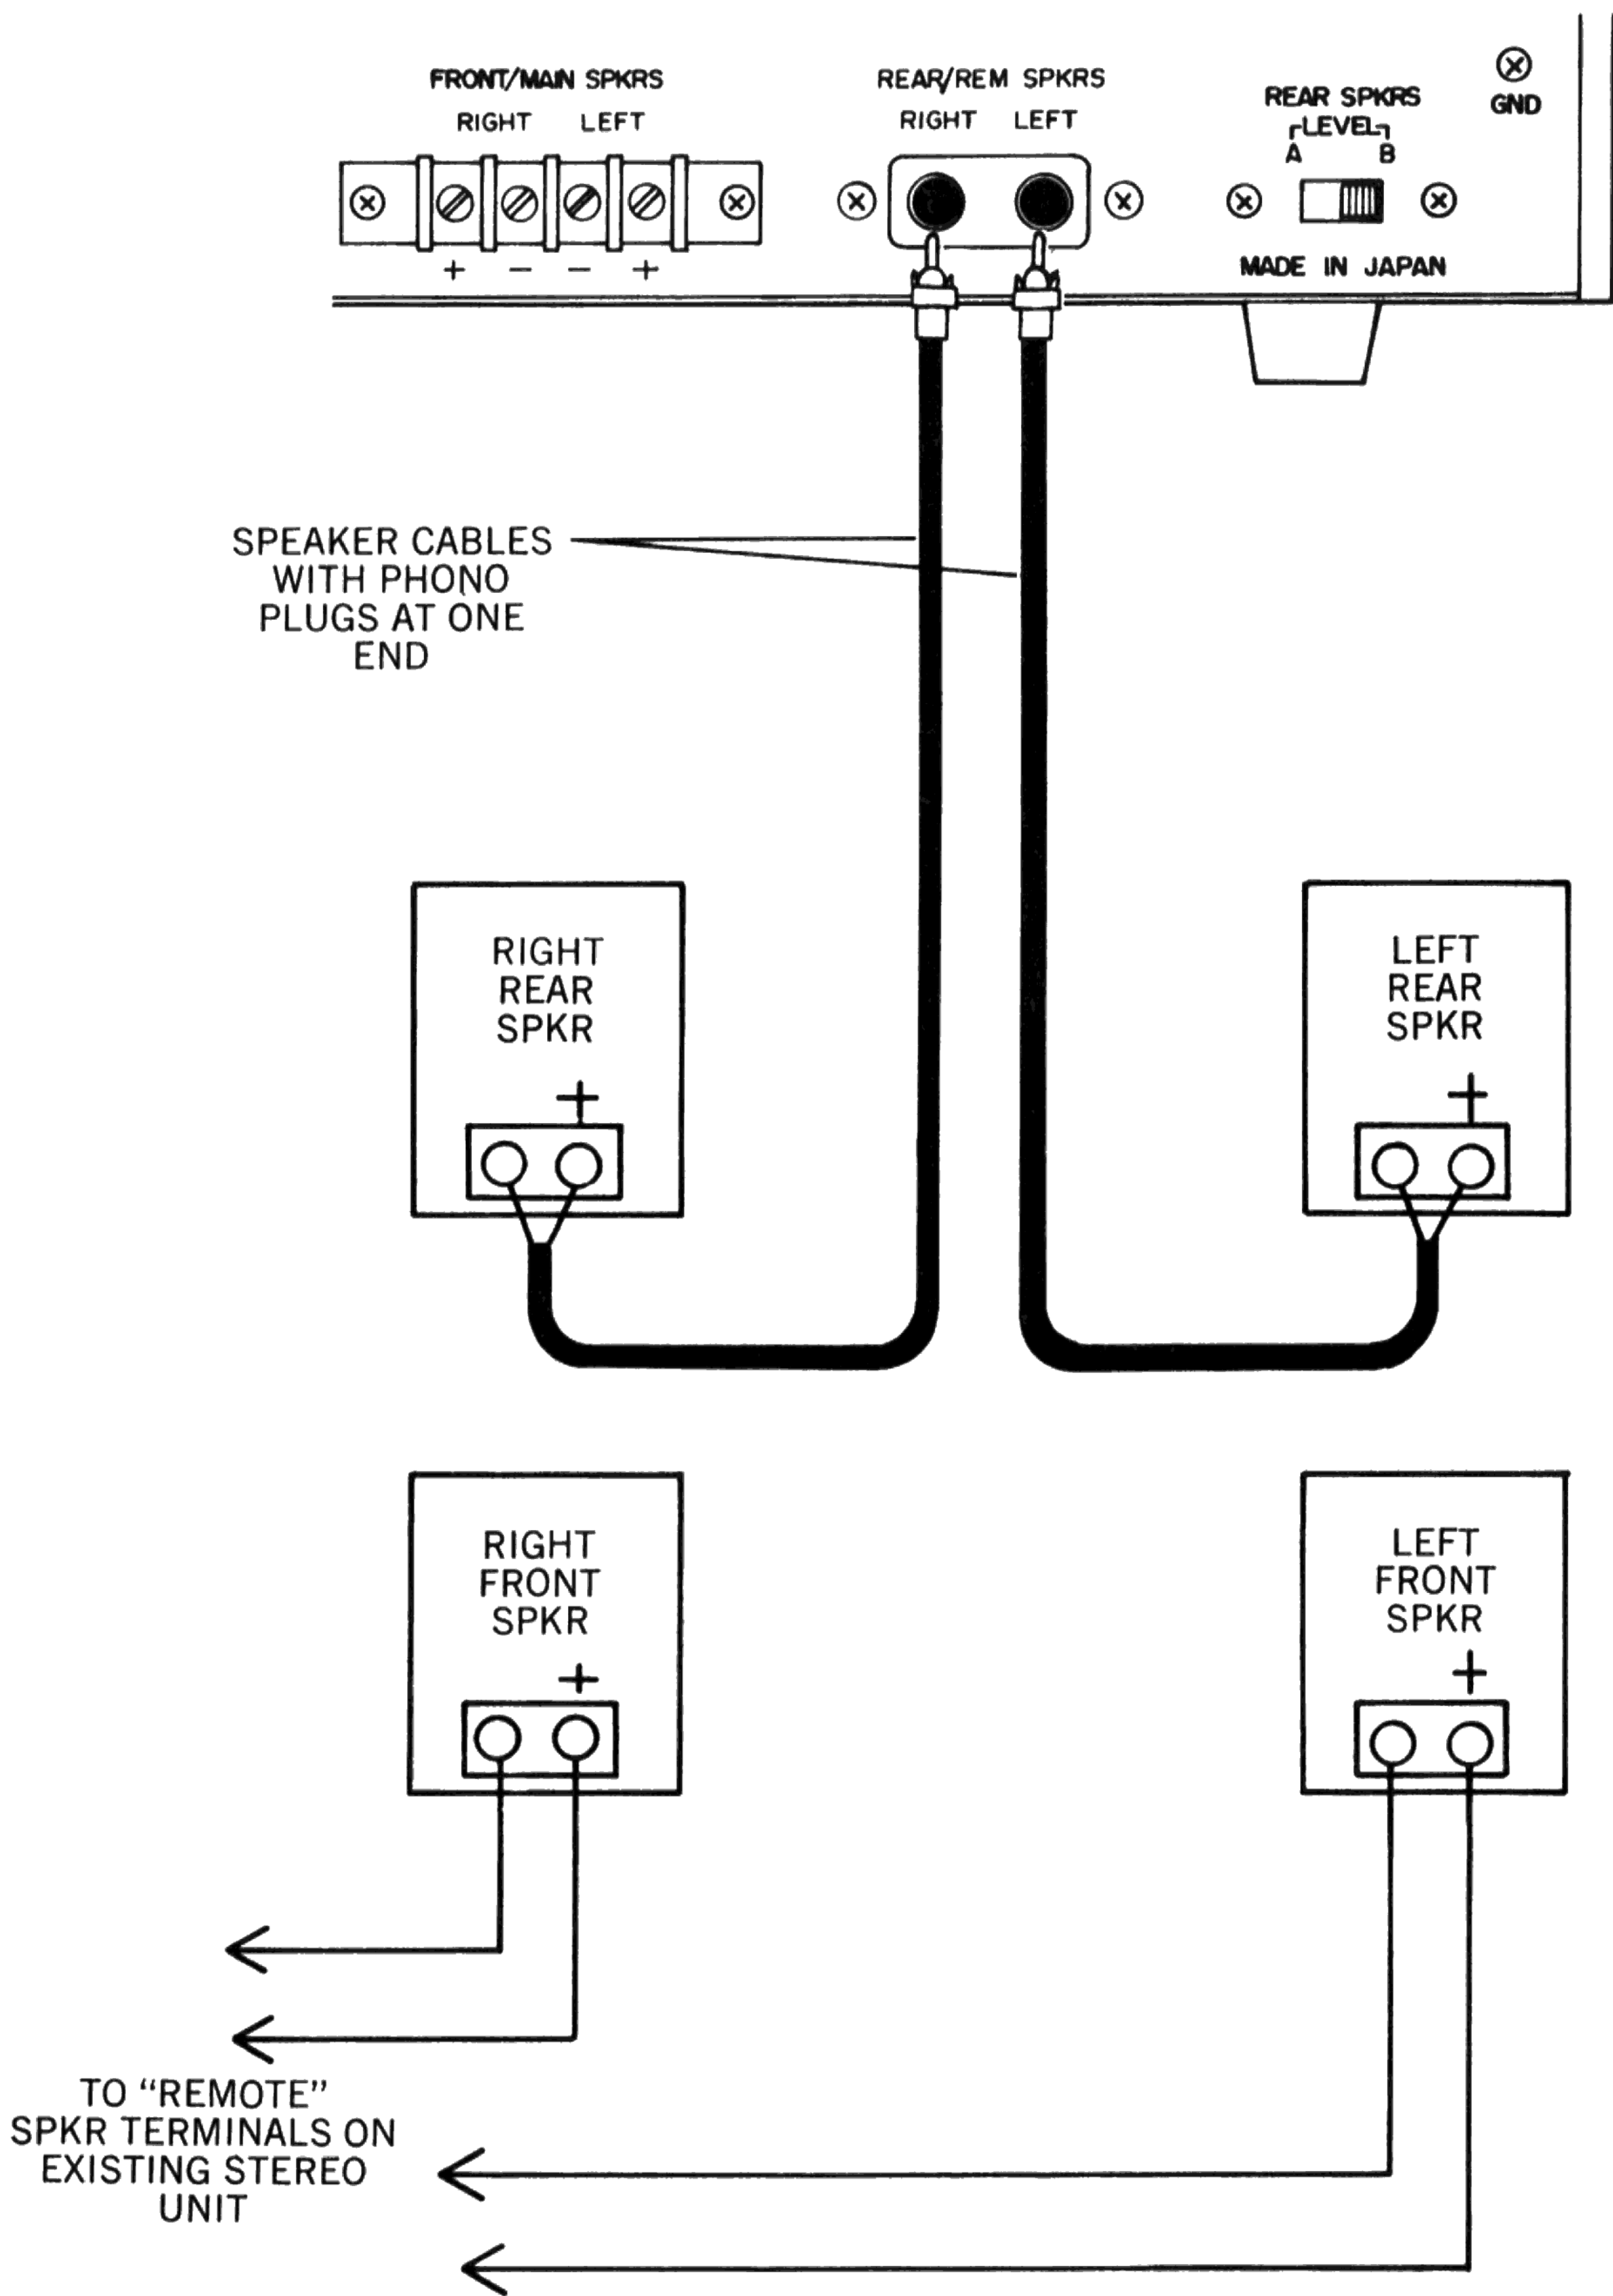 FRONT/MAIN SPKRS
RIGHT LEFT
+ − − +
REAR/REM SPKRS
RIGHT LEFT
REAR SPKRS
LEVEL
A B
GND
MADE IN JAPAN
SPEAKER CABLES
WITH PHONO
PLUGS AT ONE
END
RIGHT
REAR
SPKR
+
LEFT
REAR
SPKR
+
RIGHT
FRONT
SPKR
+
LEFT
FRONT
SPKR
+
TO “REMOTE”
SPKR TERMINALS ON
EXISTING STEREO
UNIT